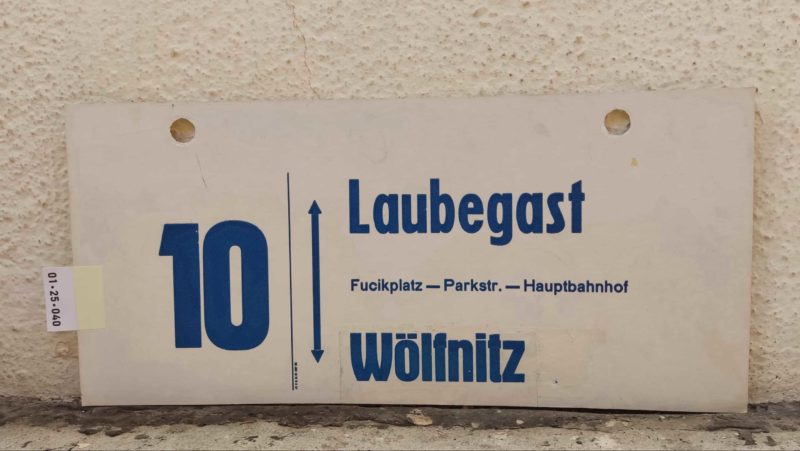 10
Laubegast
Fucikplatz — Parkstr. — Hauptbahnhof
Wölfnitz
01·25·040